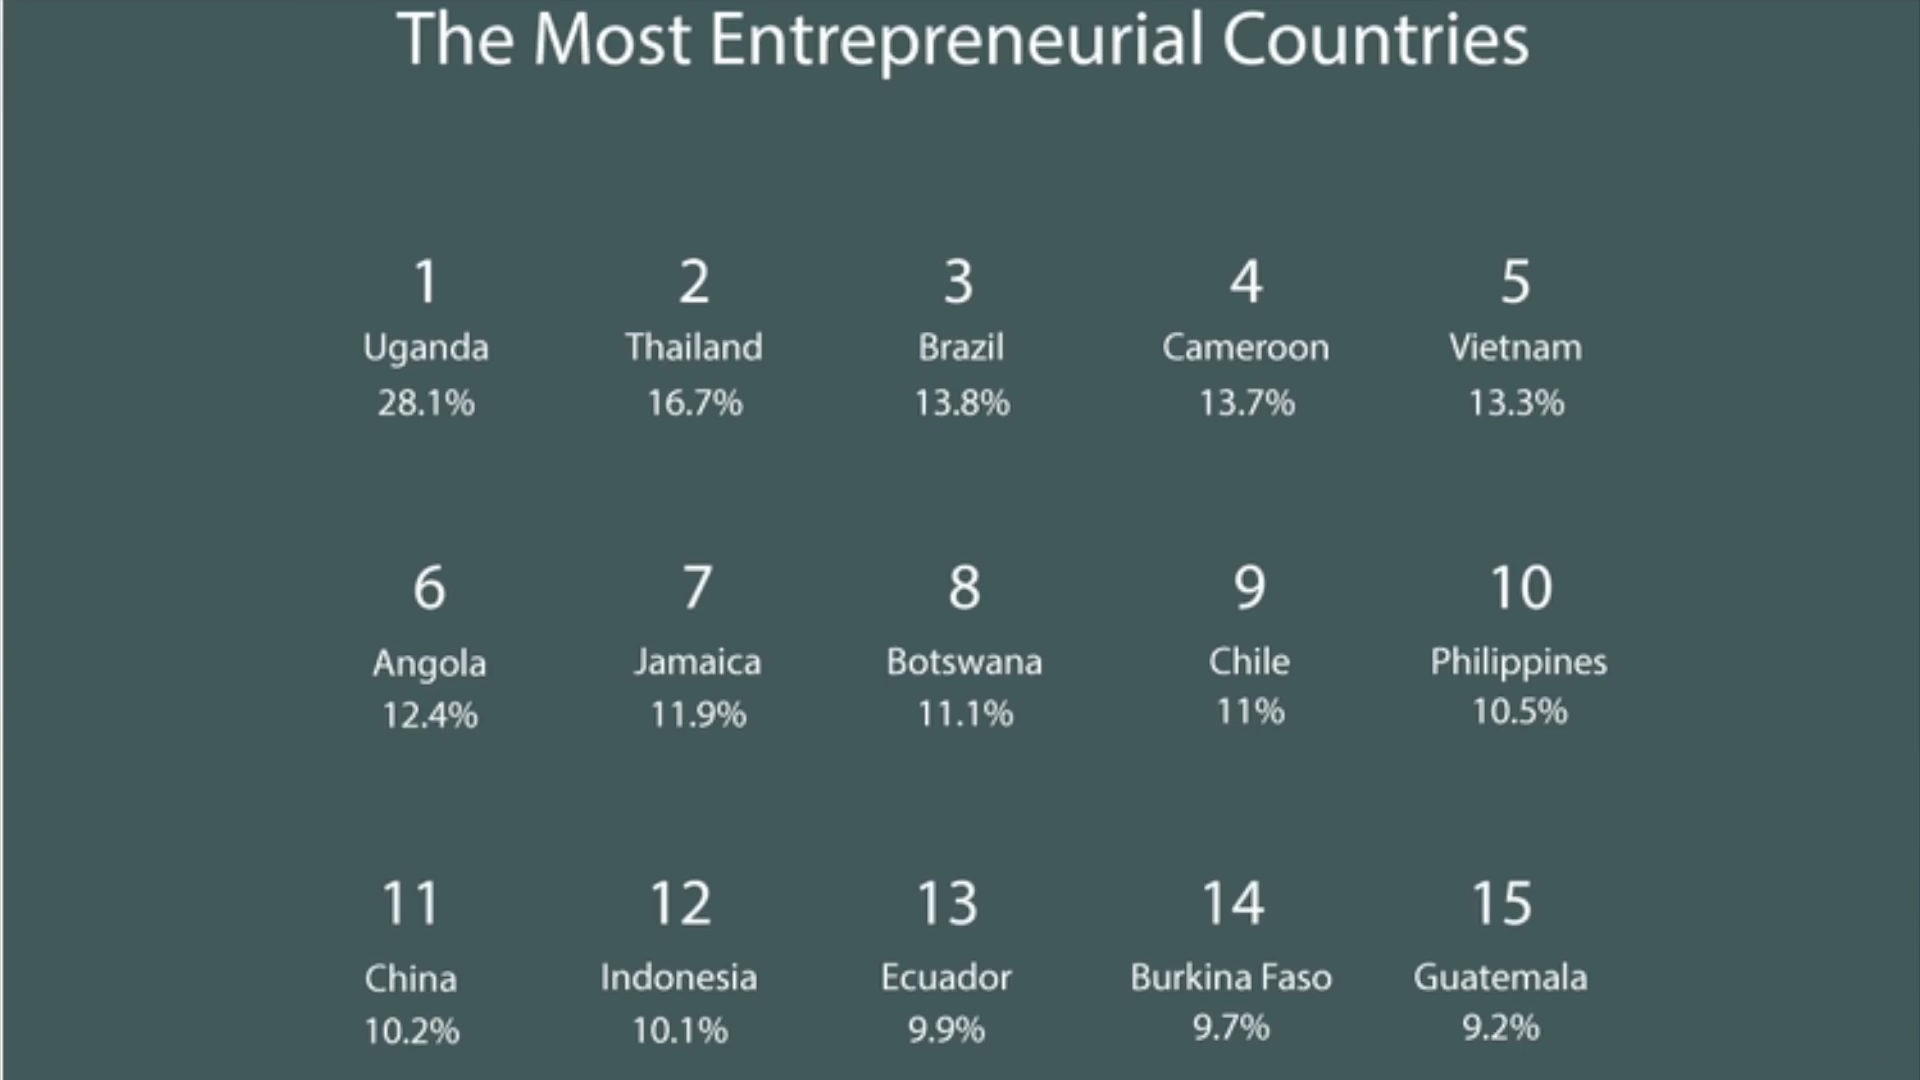 The Most Entrepreneurial Countries
1 2 3 4 5
Uganda Thailand Brazil Cameroon Vietnam
28.1% 16.7% 13.8% 13.7% 13.3%
6 7 8 9 10
Angola Jamaica Botswana Chile Philippines
12.4% 11.9% 11.1% 11% 10.5%
11 12 13 14 15
China Indonesia Ecuador Burkina Faso Guatemala
10.2% 10.1% 9.9% 9.7% 9.2%